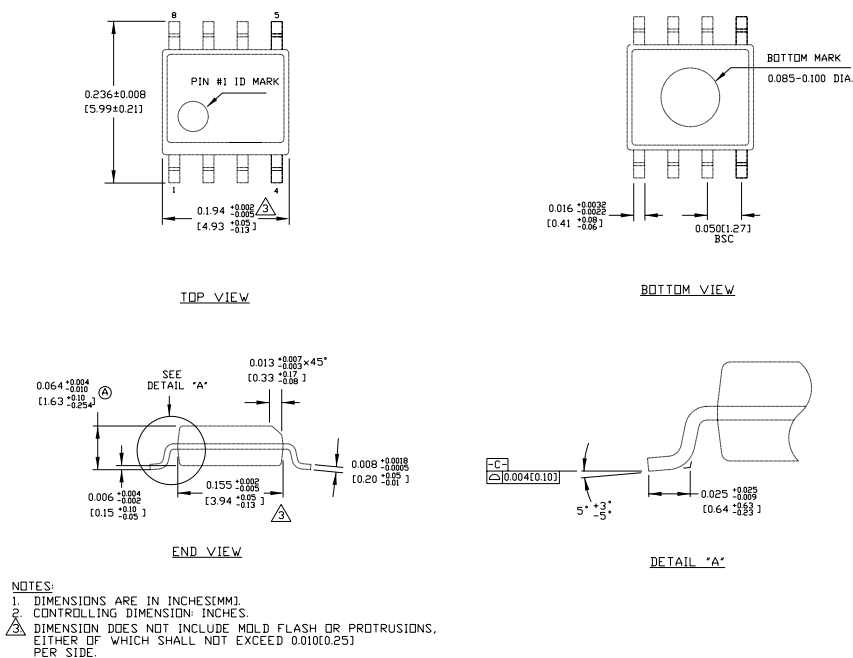 8 5
PIN #1 ID MARK
0.236±0.008
[5.99±0.21]
1 4
0.194 +0.002 -0.005 3
[4.93 +0.05 -0.13 ]
TOP VIEW
BOTTOM MARK
0.085-0.100 DIA.
0.016 +0.0032 -0.0022
[0.41 +0.08 -0.06 ]
0.050[1.27]
BSC
BOTTOM VIEW
SEE
DETAIL "A"
0.013 +0.007 -0.003 ×45°
[0.33 +0.17 -0.08 ]
0.064 +0.004 -0.010 A
[1.63 +0.10 -0.254 ]
0.006 +0.004 -0.002
[0.15 +0.10 -0.05 ]
0.155 +0.002 -0.005
[3.94 +0.05 -0.13 ]
3
0.008 +0.0018 -0.0005
[0.20 +0.05 -0.01 ]
END VIEW
-C-
0.004[0.10]
5° +3° -5°
0.025 +0.025 -0.009
[0.64 +0.63 -0.23 ]
DETAIL "A"
NOTES:
1. DIMENSIONS ARE IN INCHES[MM].
2. CONTROLLING DIMENSION: INCHES.
3. DIMENSION DOES NOT INCLUDE MOLD FLASH OR PROTRUSIONS,
EITHER OF WHICH SHALL NOT EXCEED 0.010[0.25]
PER SIDE.